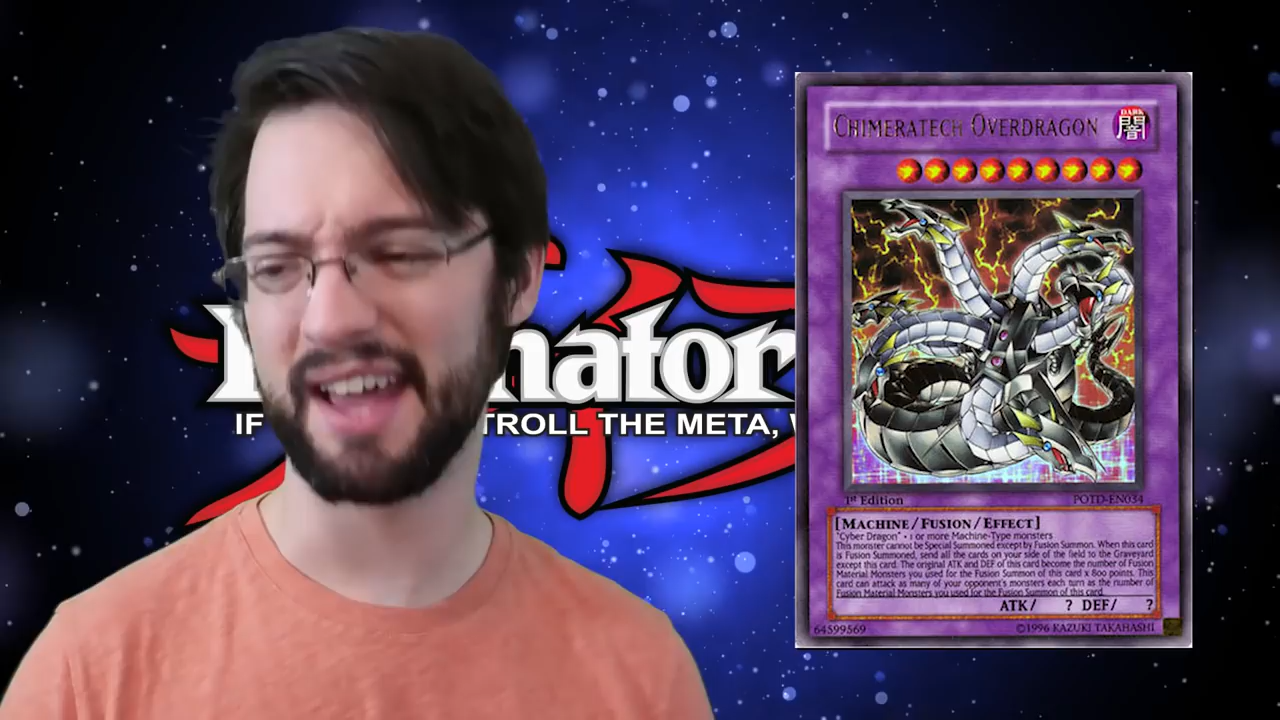 nator
IF
TROLL THE META,
CHIMERATECH OVERDRAGON
DARK
闇
1st Edition
POTD-EN034
[MACHINE/FUSION/EFFECT]
"Cyber Dragon" + 1 or more Machine-Type monsters
This monster cannot be Special Summoned except by Fusion Summon. When this card
is Fusion Summoned, send all the cards on your side of the field to the Graveyard
except this card. The original ATK and DEF of this card become the number of Fusion
Material Monsters you used for the Fusion Summon of this card x 800 points. This
card can attack as many of your opponent's monsters each turn as the number of
Fusion Material Monsters you used for the Fusion Summon of this card.
ATK/ ? DEF/ ?
64599569
©1996 KAZUKI TAKAHASHI